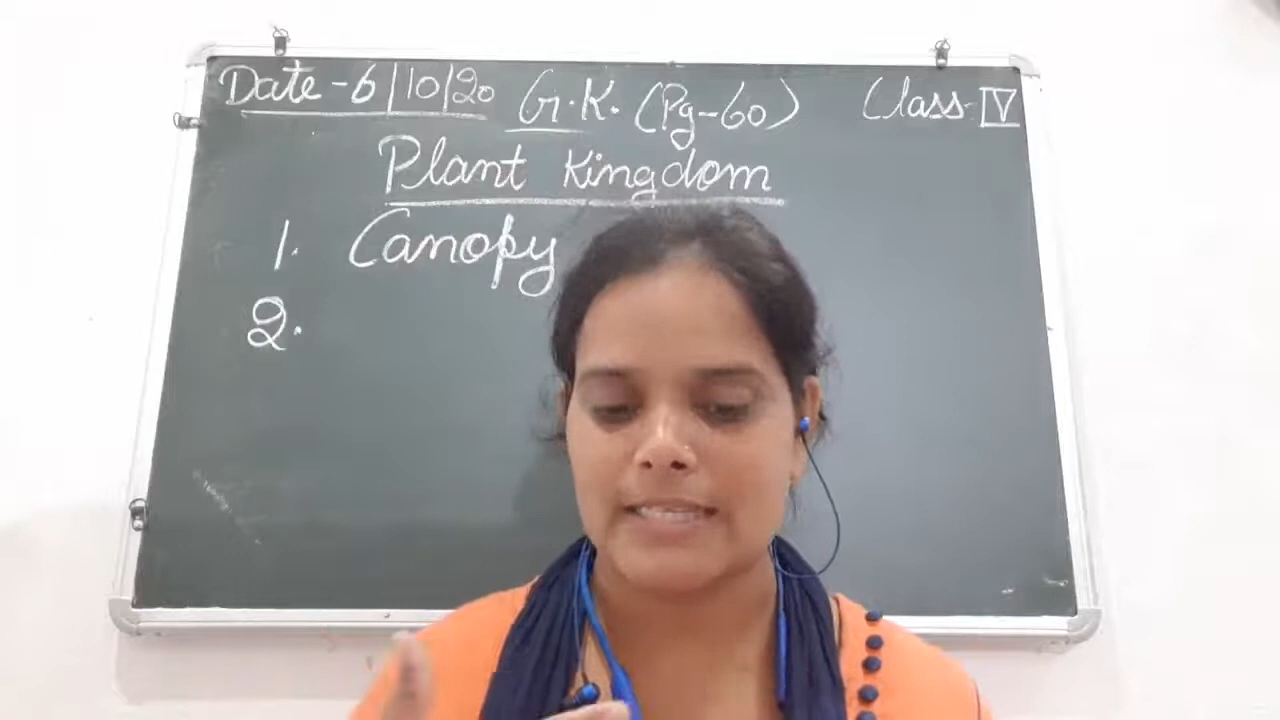 Date - 6|10|20 G.K. (Pg-60) Class-V
Plant Kingdom
1. Canopy
2.